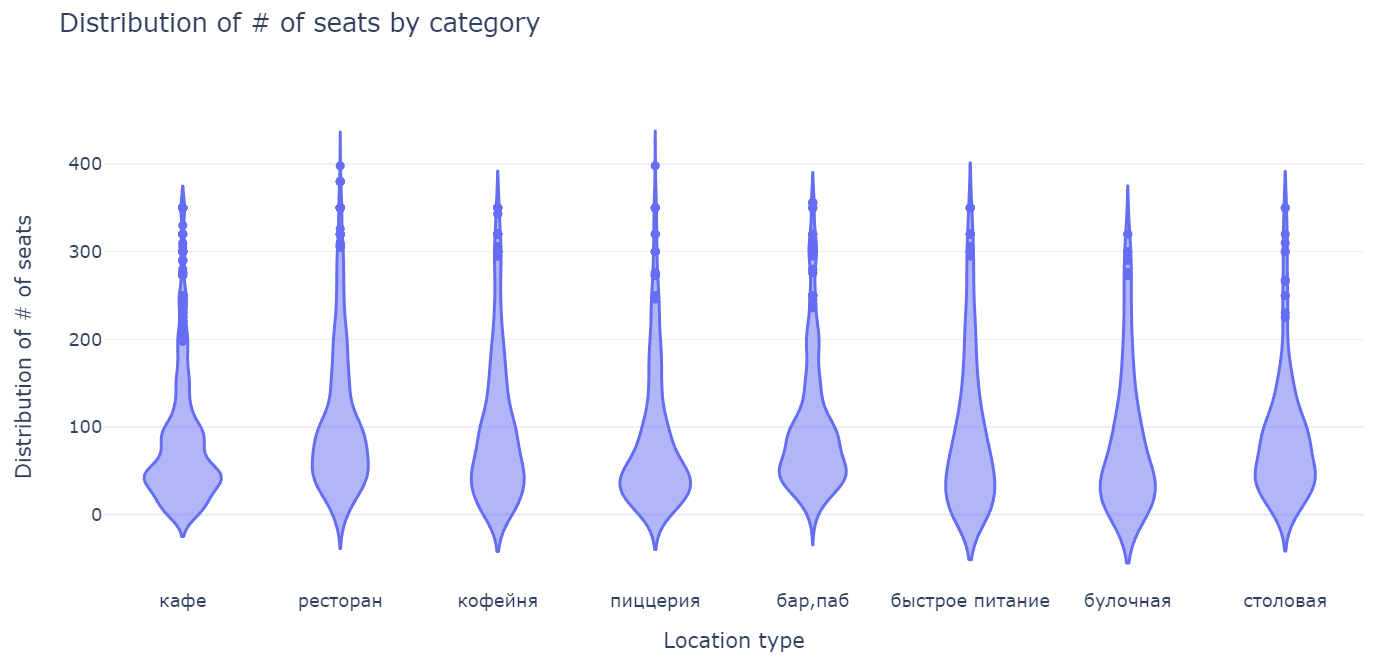 Distribution of # of seats by category
Distribution of # of seats
400
300
200
100
0
кафе ресторан кофейня пиццерия бар,паб быстрое питание булочная столовая
Location type